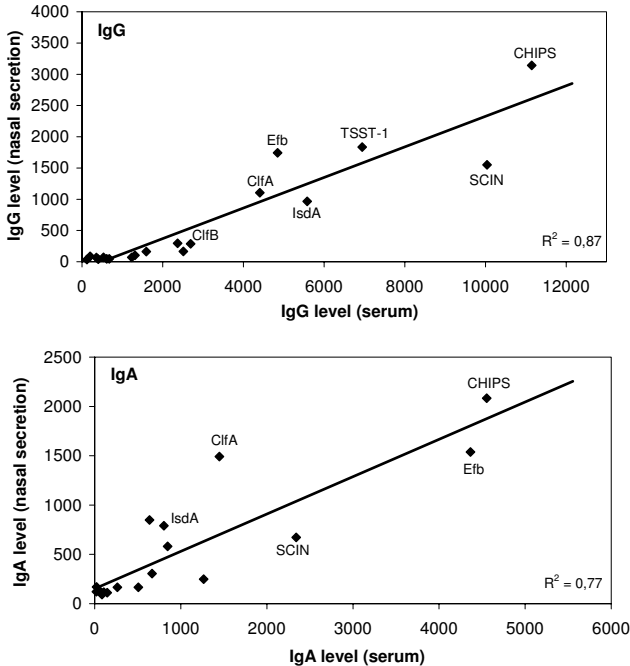 IgG
IgG level (nasal secretion)
4000
3500
3000
2500
2000
1500
1000
500
0
CHIPS
TSST-1
Efb
SCIN
ClfA
IsdA
ClfB
R² = 0,87
0 2000 4000 6000 8000 10000 12000
IgG level (serum)
IgA
IgA level (nasal secretion)
2500
2000
1500
1000
500
0
CHIPS
ClfA
Efb
IsdA
SCIN
R² = 0,77
0 1000 2000 3000 4000 5000 6000
IgA level (serum)